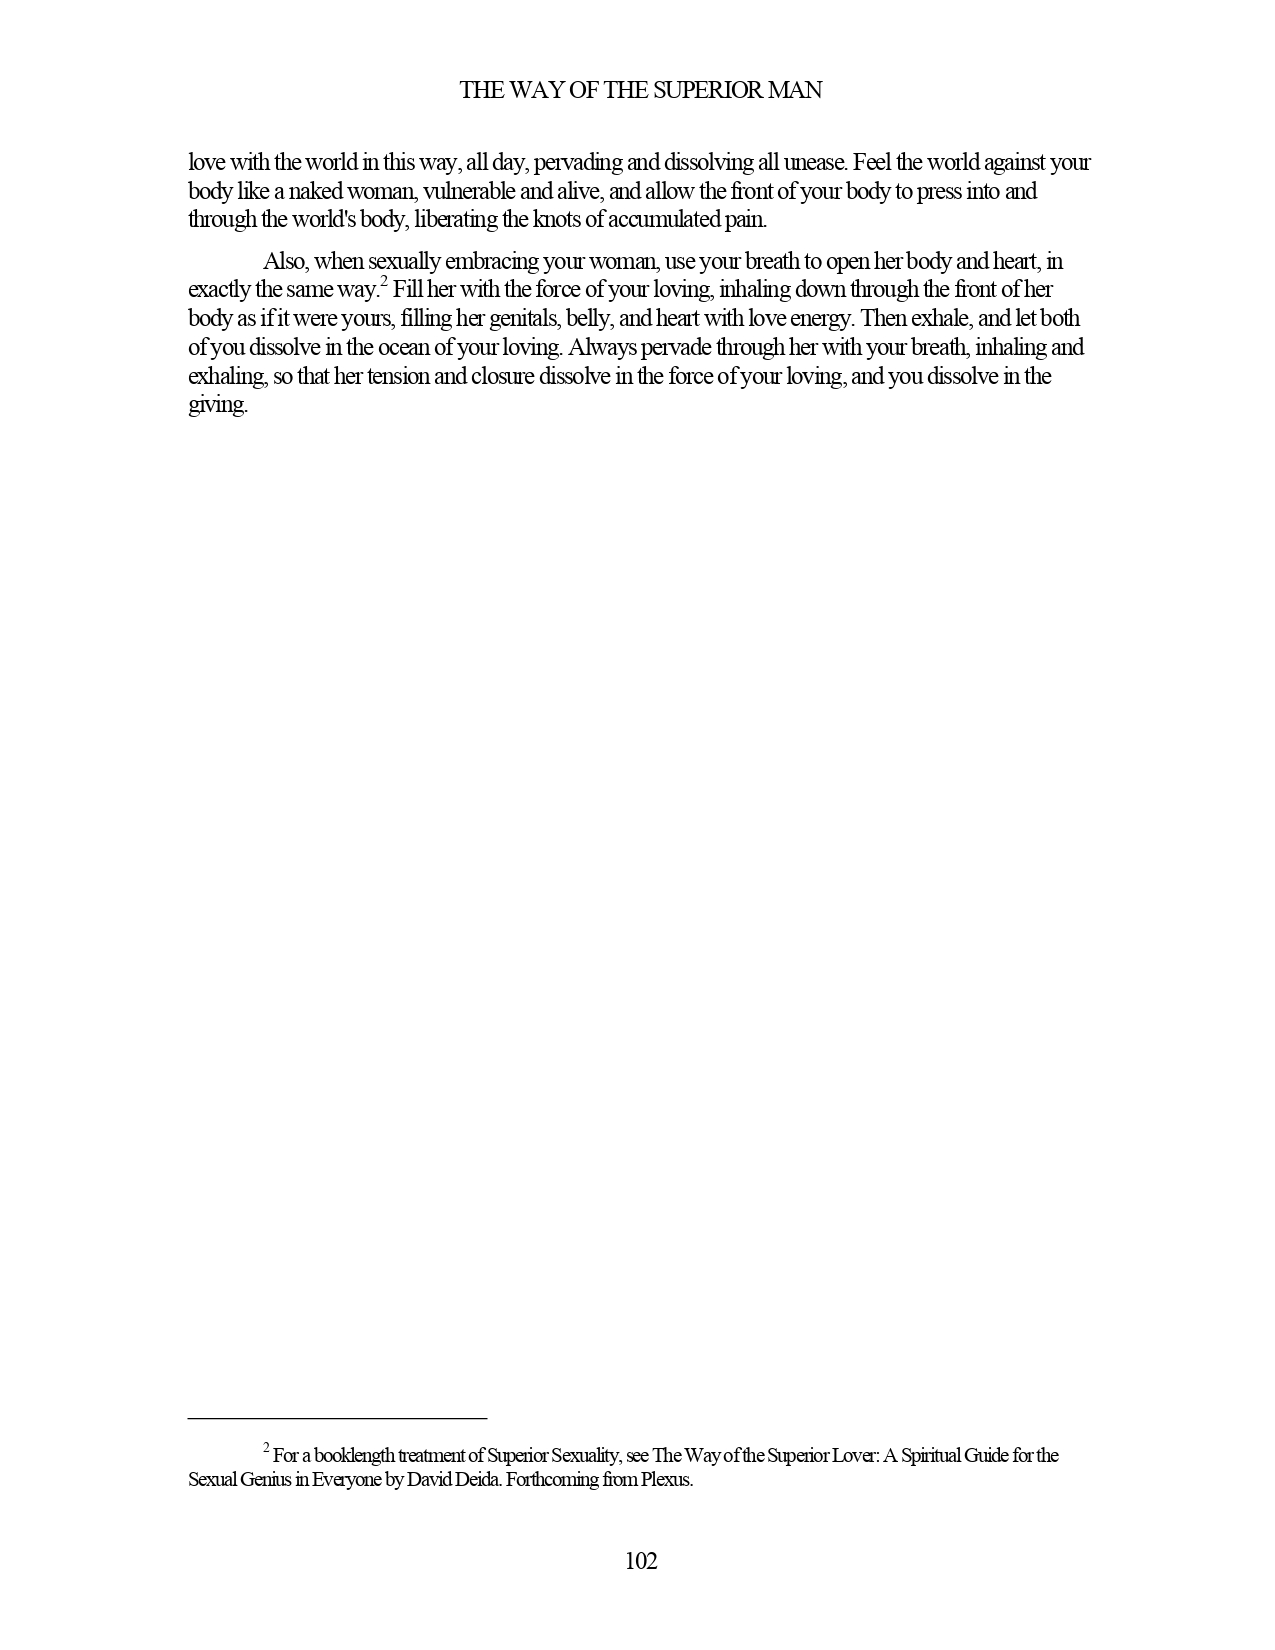 THE WAY OF THE SUPERIOR MAN
love with the world in this way, all day, pervading and dissolving all unease. Feel the world against your
body like a naked woman, vulnerable and alive, and allow the front of your body to press into and
through the world's body, liberating the knots of accumulated pain.
Also, when sexually embracing your woman, use your breath to open her body and heart, in
exactly the same way.2 Fill her with the force of your loving, inhaling down through the front of her
body as if it were yours, filling her genitals, belly, and heart with love energy. Then exhale, and let both
of you dissolve in the ocean of your loving. Always pervade through her with your breath, inhaling and
exhaling, so that her tension and closure dissolve in the force of your loving, and you dissolve in the
giving.
2 For a booklength treatment of Superior Sexuality, see The Way of the Superior Lover: A Spiritual Guide for the
Sexual Genius in Everyone by David Deida. Forthcoming from Plexus.
102